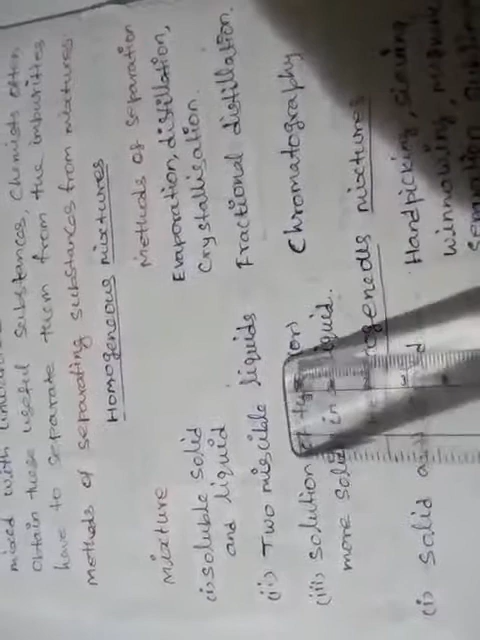 mixed with
Obtain these useful substances, Chemists often
have to separate them from the impurities
Methods of separating substances from mixtures
Homogeneous mixtures
Mixture Methods of separation
(i) soluble solid Evaporation, distillation,
and liquid Crystallisation.
(ii) Two miscible liquids Fractional distillation.
(iii) Solution Chromatography
more in liquid.
mixtures
(i) Solid Handpicking, sieving
winnowing,